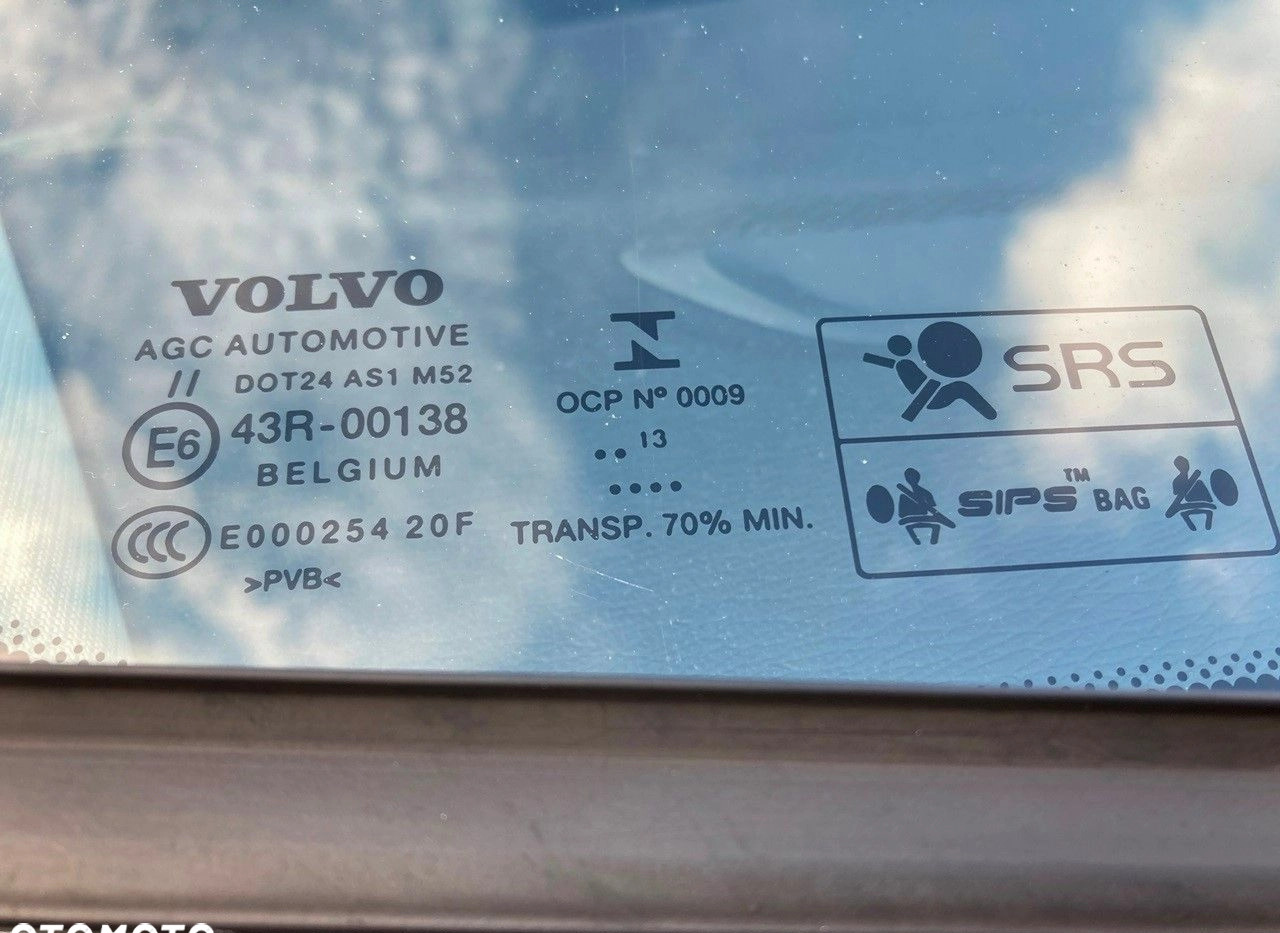 VOLVO
AGC AUTOMOTIVE
// DOT24 AS1 M52
E6 43R-00138
BELGIUM
CCC E000254 20F
>PVB<
OCP Nº 0009
..13
....
TRANSP. 70% MIN.
SRS
SIPS™ BAG
OTOMOTO